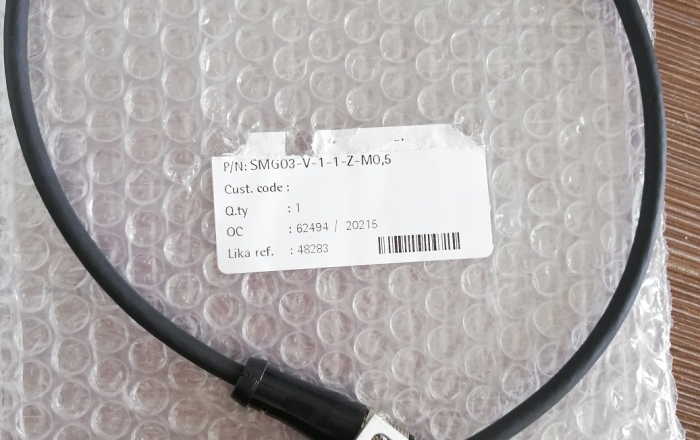 P/N: SMG03-V-1-1-Z-M0,5
Cust. code :
Q.ty : 1
OC : 62494 / 20215
Lika ref. : 48283